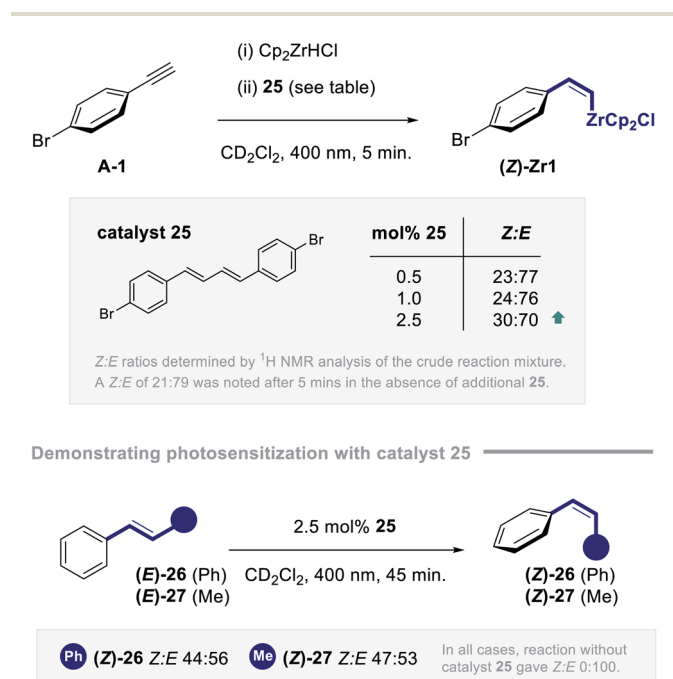 (i) Cp2ZrHCl
(ii) 25 (see table)
Br
A-1
CD2Cl2, 400 nm, 5 min.
Br
ZrCp2Cl
(Z)-Zr1
catalyst 25
Br
Br
mol% 25 Z:E
0.5 23:77
1.0 24:76
2.5 30:70
Z:E ratios determined by 1H NMR analysis of the crude reaction mixture.
A Z:E of 21:79 was noted after 5 mins in the absence of additional 25.
Demonstrating photosensitization with catalyst 25
2.5 mol% 25
CD2Cl2, 400 nm, 45 min.
(E)-26 (Ph)
(E)-27 (Me)
(Z)-26 (Ph)
(Z)-27 (Me)
Ph (Z)-26 Z:E 44:56 Me (Z)-27 Z:E 47:53
In all cases, reaction without
catalyst 25 gave Z:E 0:100.